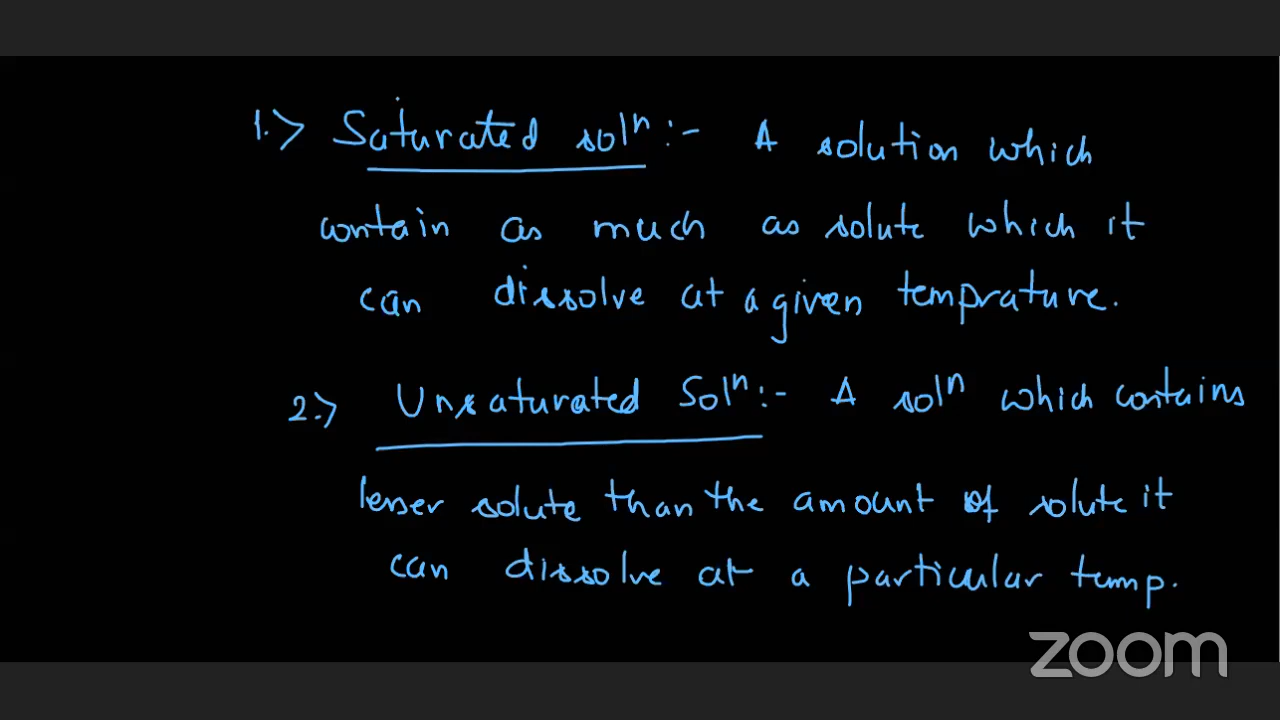 1.> Saturated solⁿ :- A solution which
contain as much as solute which it
can dissolve at a given temprature.
2.> Unsaturated Solⁿ :- A solⁿ which contains
lesser solute than the amount of solute it
can dissolve at a particular temp.
zoom